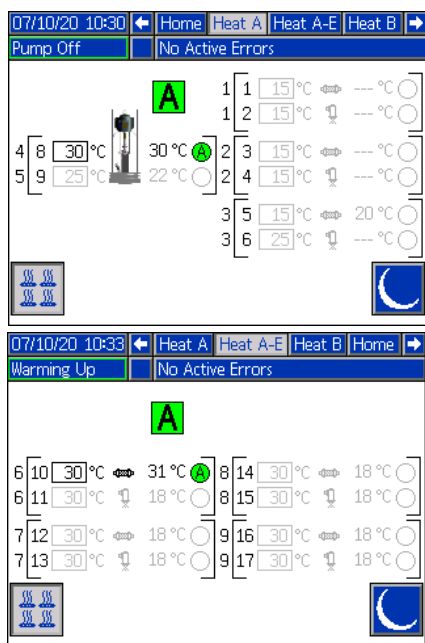 07/10/20 10:30 Home Heat A Heat A-E Heat B
Pump Off No Active Errors
A
1 1 15 °C --- °C
1 2 15 °C --- °C
4 8 30 °C 30 °C A 2 3 15 °C --- °C
5 9 25 °C 22 °C 2 4 15 °C --- °C
3 5 15 °C 20 °C
3 6 25 °C --- °C
07/10/20 10:33 Heat A Heat A-E Heat B Home
Warming Up No Active Errors
A
6 10 30 °C 31 °C A 8 14 30 °C 18 °C
6 11 30 °C 18 °C 8 15 30 °C 18 °C
7 12 30 °C 18 °C 9 16 30 °C 18 °C
7 13 30 °C 18 °C 9 17 30 °C 18 °C